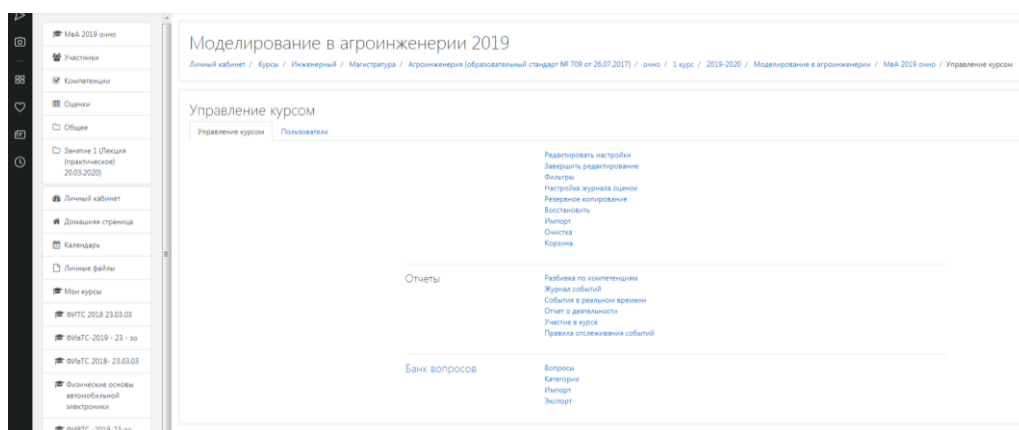 МвА 2019 очно
Участники
Компетенции
Оценки
Общее
Занятие 1 (Лекция
(практическое)
20.03.2020)
Личный кабинет
Домашняя страница
Календарь
Личные файлы
Мои курсы
ФИТС 2018 23.03.03
ФИвТС-2019 - 23 - зо
ФИвТС 2018- 23.03.03
Физические основы
автомобильной
электроники
Моделирование в агроинженерии 2019
Личный кабинет / Курсы / Инженерный / Магистратура / Агроинженерия (образовательный стандарт № 709 от 26.07.2017) / очно / 1 курс / 2019-2020 / Моделирование в агроинженерии / МвА 2019 очно / Управление курсом
Управление курсом
Управление курсом Пользователи
Редактировать настройки
Завершить редактирование
Фильтры
Настройка журнала оценок
Резервное копирование
Восстановить
Импорт
Очистка
Корзина
Отчеты
Разбивка по компетенциям
Журнал событий
События в реальном времени
Отчет о деятельности
Участие в курсе
Правила отслеживания событий
Банк вопросов
Вопросы
Категории
Импорт
Экспорт